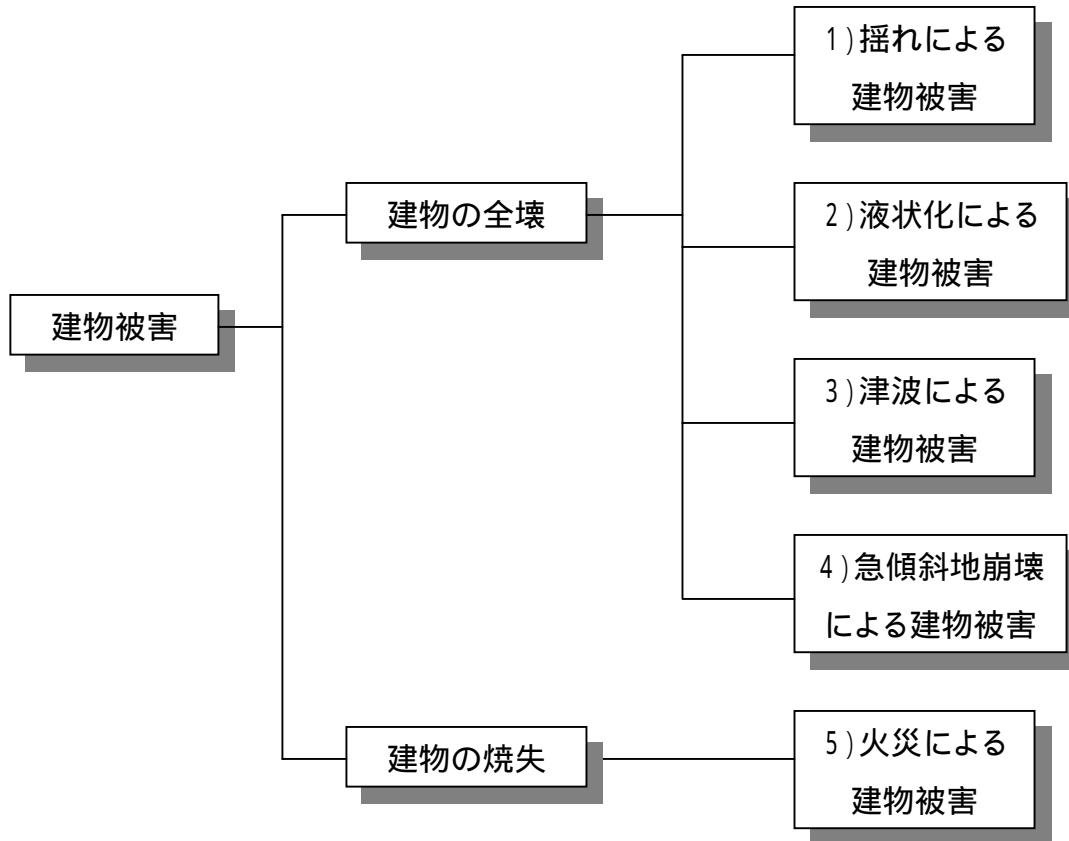 建物被害
建物の全壊
1)揺れによる
建物被害
2)液状化による
建物被害
3)津波による
建物被害
4)急傾斜地崩壊
による建物被害
建物の焼失
5)火災による
建物被害